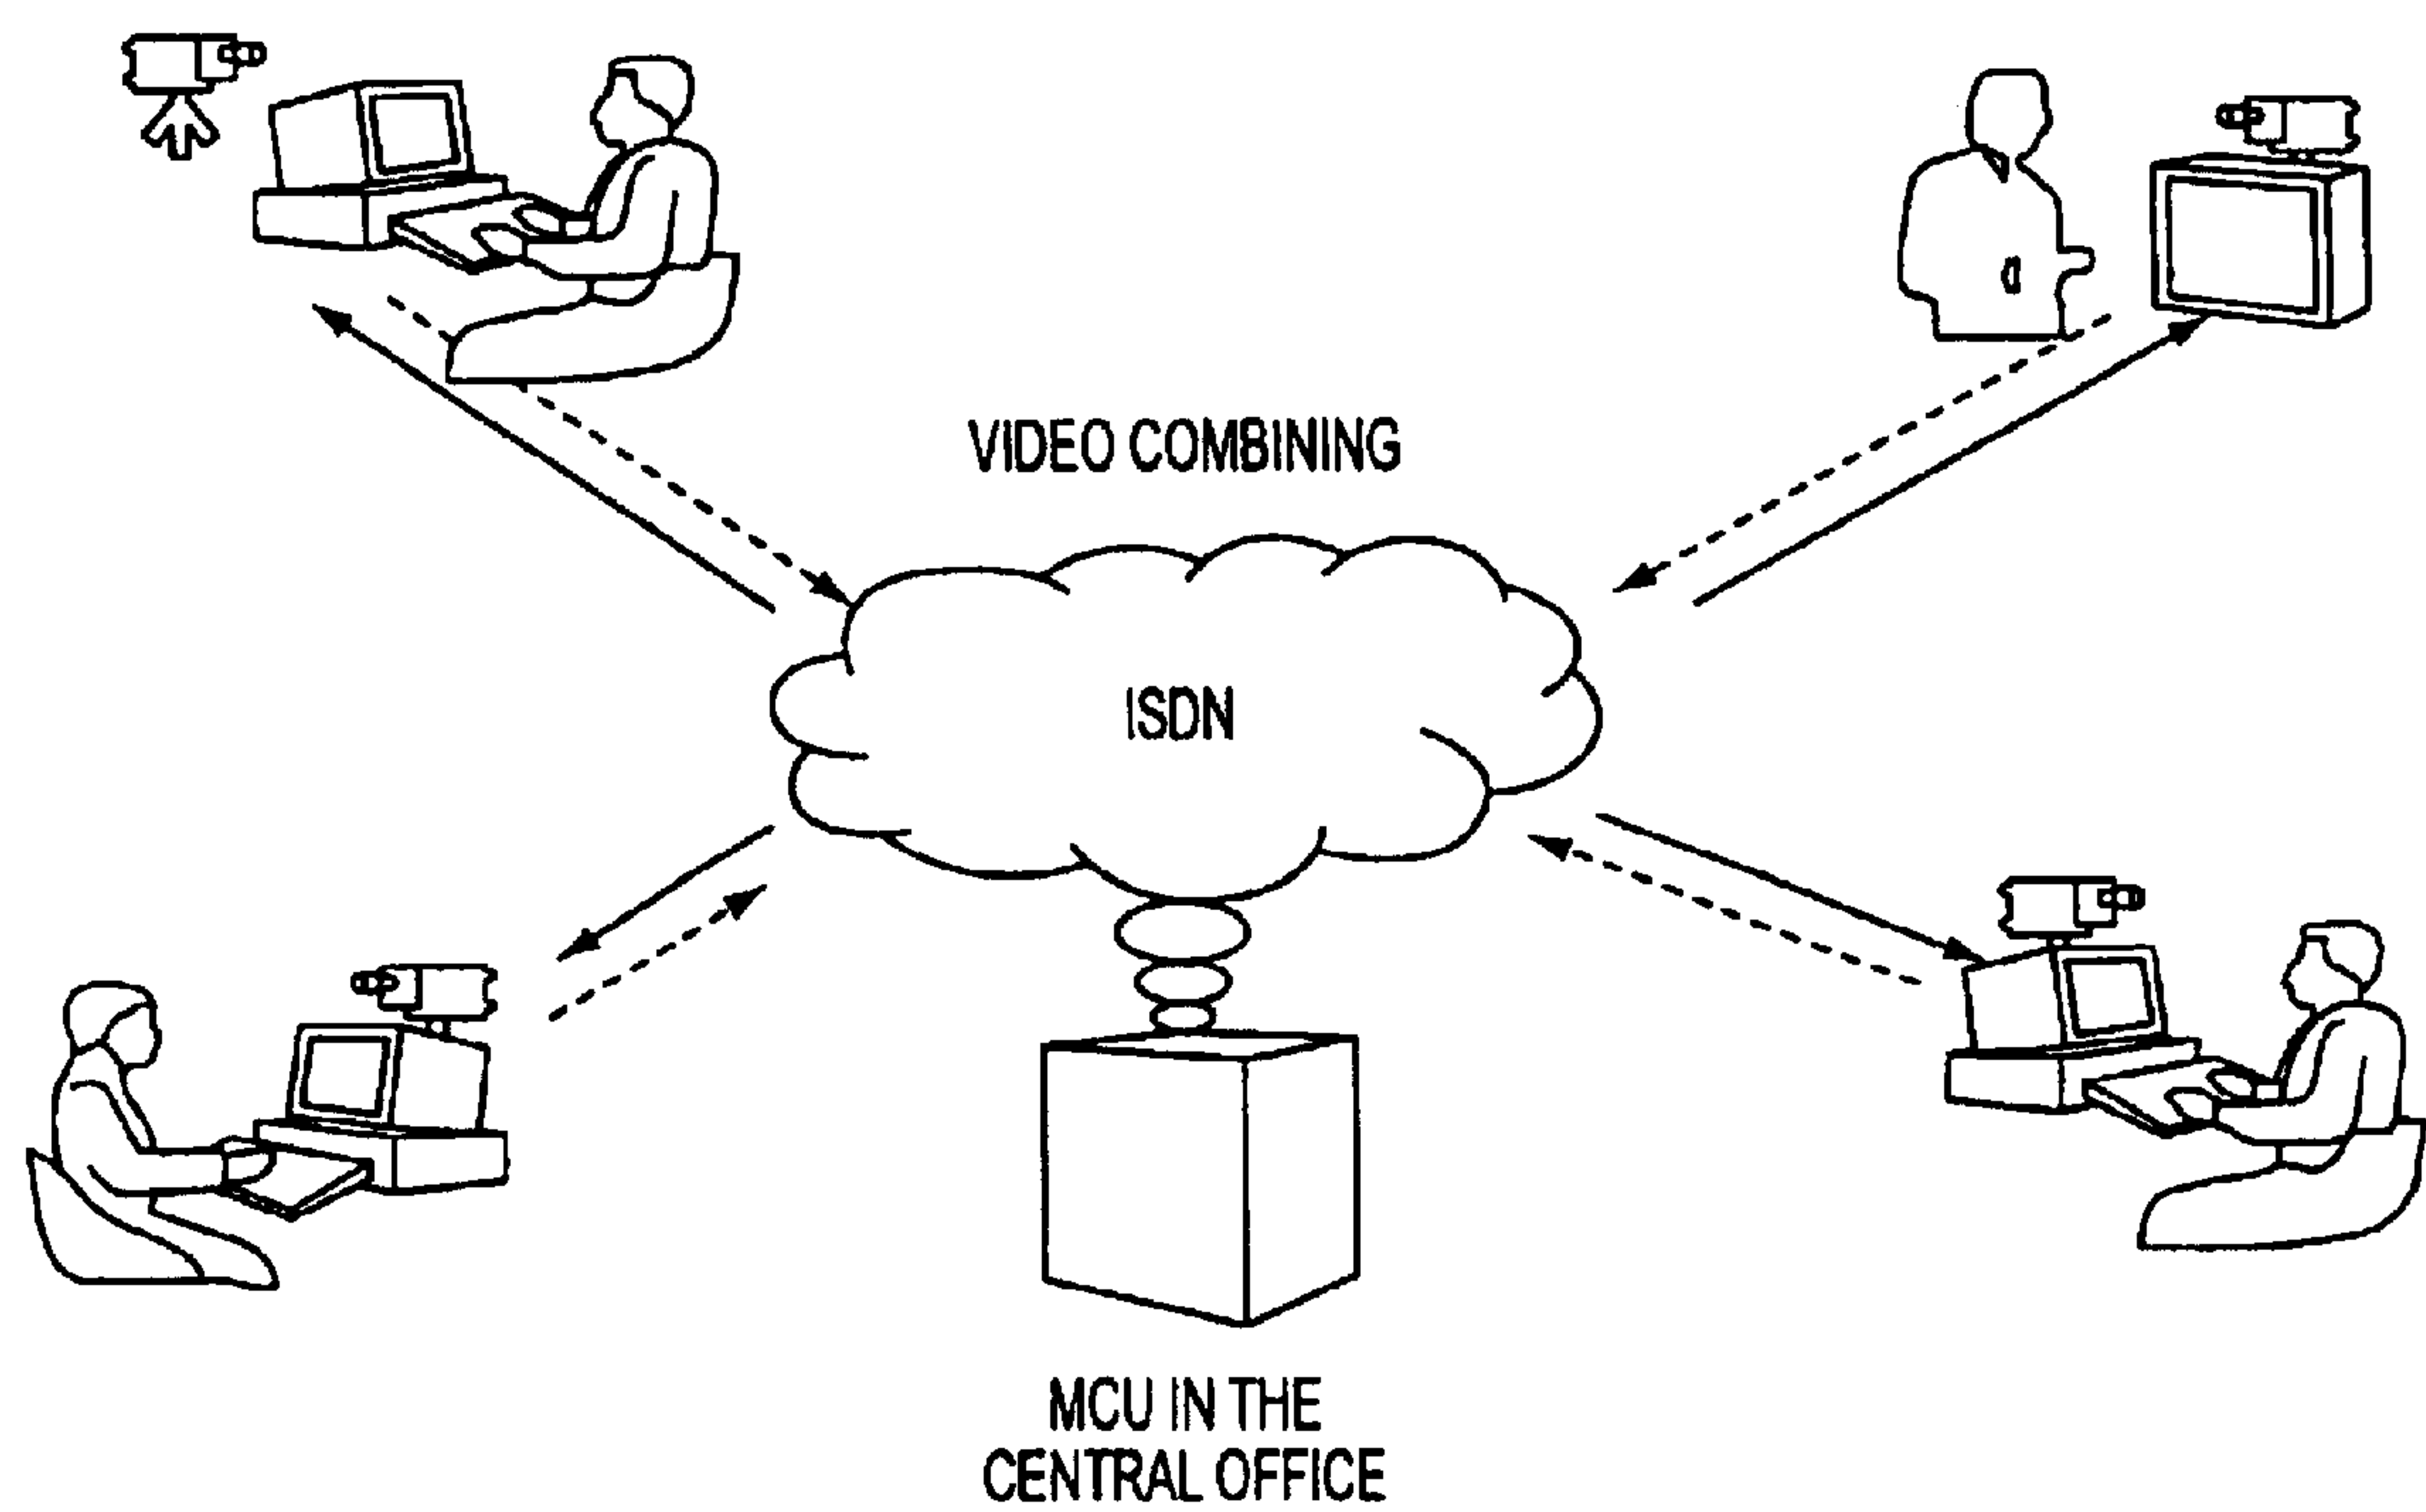 VIDEO COMBINING
ISDN
MCU IN THE
CENTRAL OFFICE